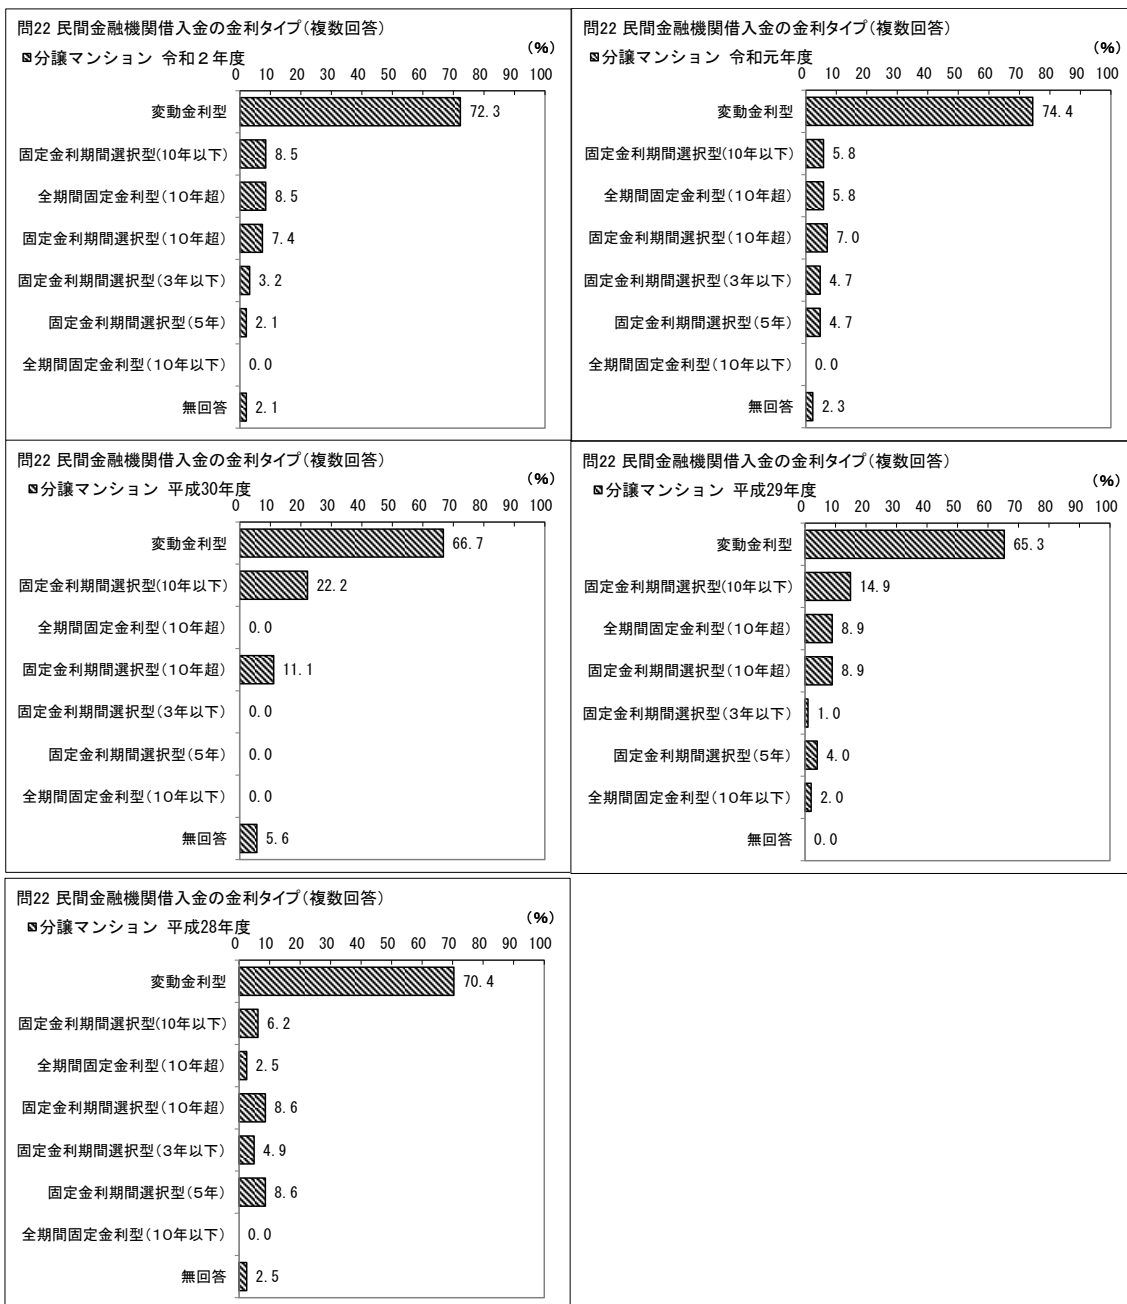 問22 民間金融機関借入金の金利タイプ(複数回答)
分譲マンション 令和2年度
(%)
0 10 20 30 40 50 60 70 80 90 100
変動金利型 72.3
固定金利期間選択型(10年以下) 8.5
全期間固定金利型(10年超) 8.5
固定金利期間選択型(10年超) 7.4
固定金利期間選択型(3年以下) 3.2
固定金利期間選択型(5年) 2.1
全期間固定金利型(10年以下) 0.0
無回答 2.1
問22 民間金融機関借入金の金利タイプ(複数回答)
分譲マンション 令和元年度
(%)
0 10 20 30 40 50 60 70 80 90 100
変動金利型 74.4
固定金利期間選択型(10年以下) 5.8
全期間固定金利型(10年超) 5.8
固定金利期間選択型(10年超) 7.0
固定金利期間選択型(3年以下) 4.7
固定金利期間選択型(5年) 4.7
全期間固定金利型(10年以下) 0.0
無回答 2.3
問22 民間金融機関借入金の金利タイプ(複数回答)
分譲マンション 平成30年度
(%)
0 10 20 30 40 50 60 70 80 90 100
変動金利型 66.7
固定金利期間選択型(10年以下) 22.2
全期間固定金利型(10年超) 0.0
固定金利期間選択型(10年超) 11.1
固定金利期間選択型(3年以下) 0.0
固定金利期間選択型(5年) 0.0
全期間固定金利型(10年以下) 0.0
無回答 5.6
問22 民間金融機関借入金の金利タイプ(複数回答)
分譲マンション 平成29年度
(%)
0 10 20 30 40 50 60 70 80 90 100
変動金利型 65.3
固定金利期間選択型(10年以下) 14.9
全期間固定金利型(10年超) 8.9
固定金利期間選択型(10年超) 8.9
固定金利期間選択型(3年以下) 1.0
固定金利期間選択型(5年) 4.0
全期間固定金利型(10年以下) 2.0
無回答 0.0
問22 民間金融機関借入金の金利タイプ(複数回答)
分譲マンション 平成28年度
(%)
0 10 20 30 40 50 60 70 80 90 100
変動金利型 70.4
固定金利期間選択型(10年以下) 6.2
全期間固定金利型(10年超) 2.5
固定金利期間選択型(10年超) 8.6
固定金利期間選択型(3年以下) 4.9
固定金利期間選択型(5年) 8.6
全期間固定金利型(10年以下) 0.0
無回答 2.5